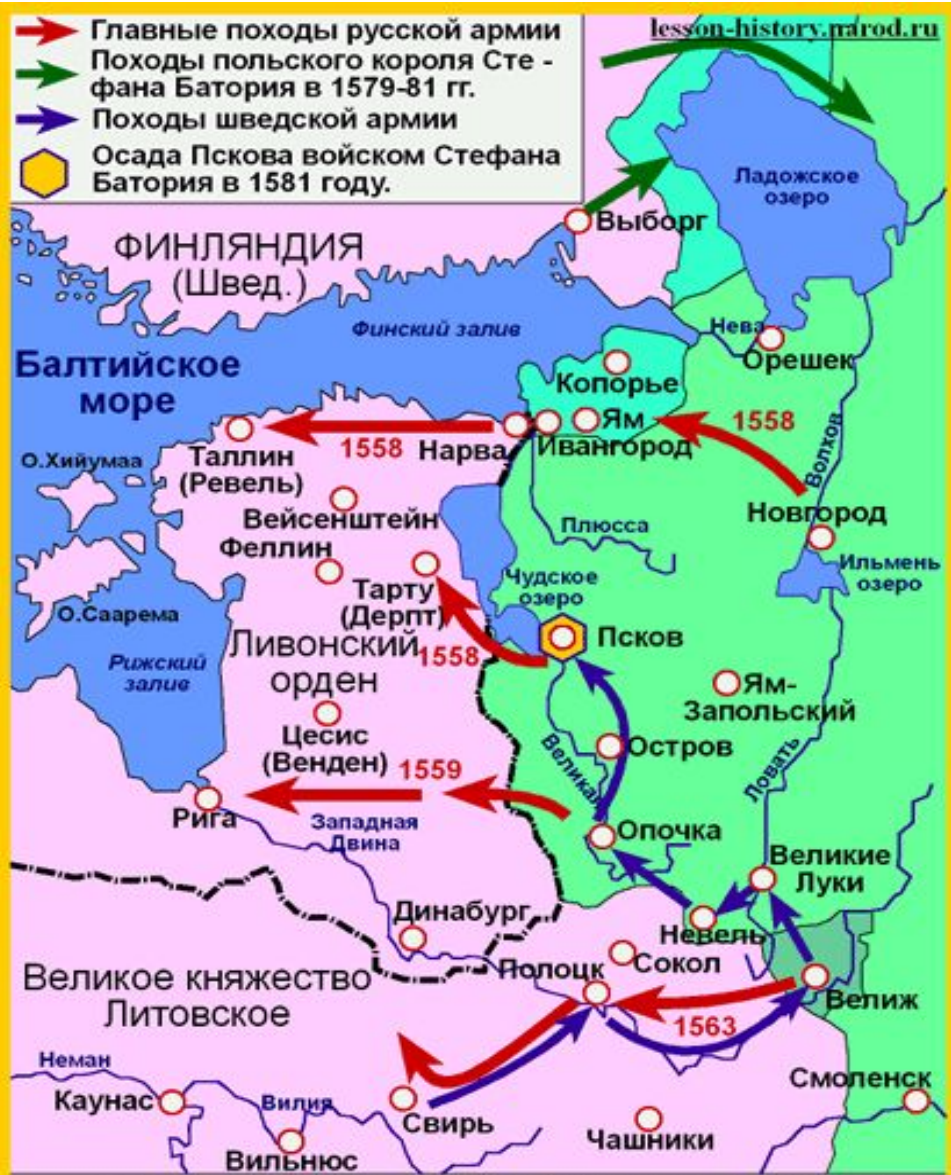 Главные походы русской армии
Походы польского короля Сте -
фана Батория в 1579-81 гг.
Походы шведской армии
Осада Пскова войском Стефана
Батория в 1581 году.
lesson-history.narod.ru
Ладожское
озеро
Выборг
ФИНЛЯНДИЯ
(Швед.)
Финский залив
Нева
Орешек
Балтийское
море
Копорье
Ям
Ивангород
Нарва
1558
1558
Волхов
Таллин
(Ревель)
О.Хийумаа
Новгород
Вейсенштейн
Плюсса
Феллин
Ильмень
озеро
Чудское
озеро
Тарту
(Дерпт)
О.Саарема
Псков
Ливонский
орден
1558
Рижский
залив
Ям-
Запольский
Цесис
(Венден)
Остров
Великая
Ловать
1559
Рига
Западная
Двина
Опочка
Великие
Луки
Динабург
Невель
Сокол
Полоцк
Велиж
Великое княжество
Литовское
1563
Неман
Каунас
Вилия
Свирь
Смоленск
Чашники
Вильнюс